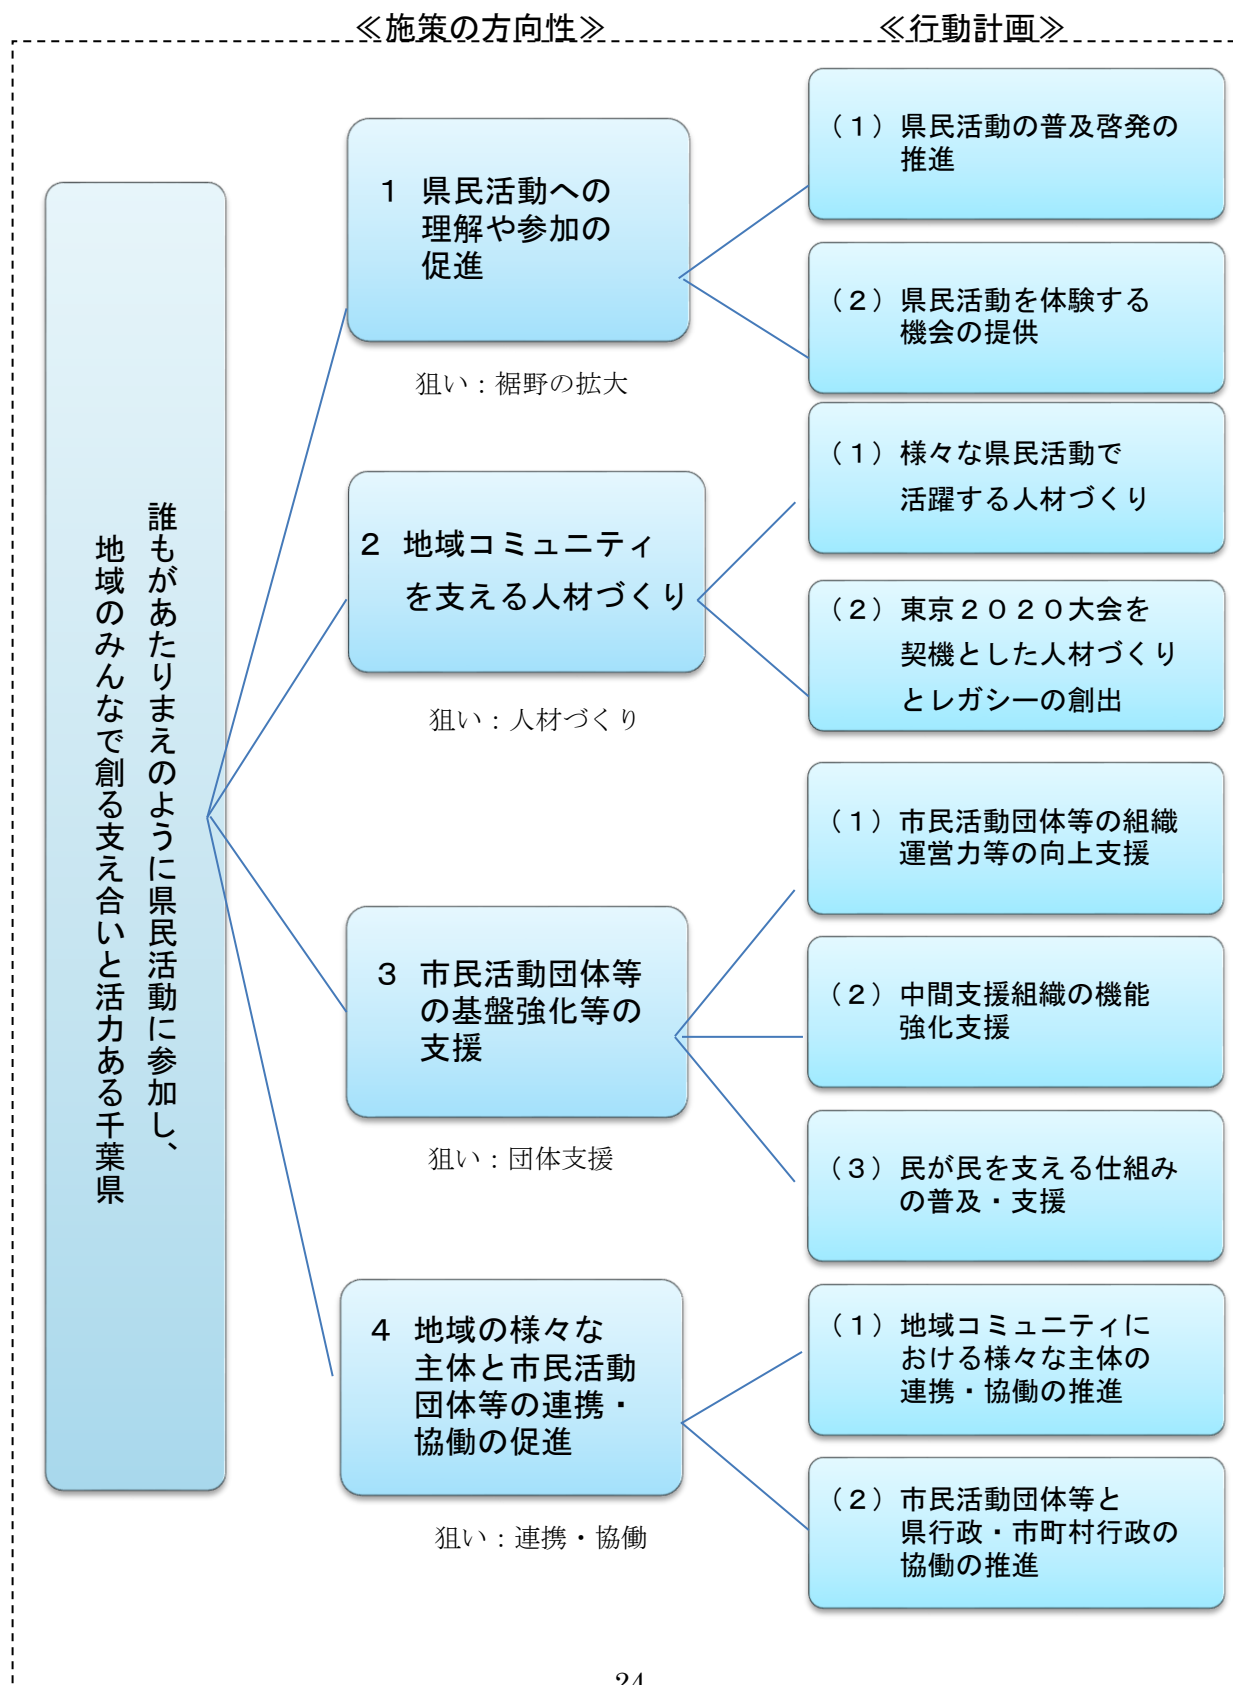 ≪施策の方向性≫
≪行動計画≫
誰もがあたりまえのように県民活動に参加し、
地域のみんなで創る支え合いと活力ある千葉県
１ 県民活動への
理解や参加の
促進
狙い：裾野の拡大
（１）県民活動の普及啓発の
推進
（２）県民活動を体験する
機会の提供
２ 地域コミュニティ
を支える人材づくり
狙い：人材づくり
（１）様々な県民活動で
活躍する人材づくり
（２）東京２０２０大会を
契機とした人材づくり
とレガシーの創出
３ 市民活動団体等
の基盤強化等の
支援
狙い：団体支援
（１）市民活動団体等の組織
運営力等の向上支援
（２）中間支援組織の機能
強化支援
（３）民が民を支える仕組み
の普及・支援
４ 地域の様々な
主体と市民活動
団体等の連携・
協働の促進
狙い：連携・協働
（１）地域コミュニティに
おける様々な主体の
連携・協働の推進
（２）市民活動団体等と
県行政・市町村行政の
協働の推進
24